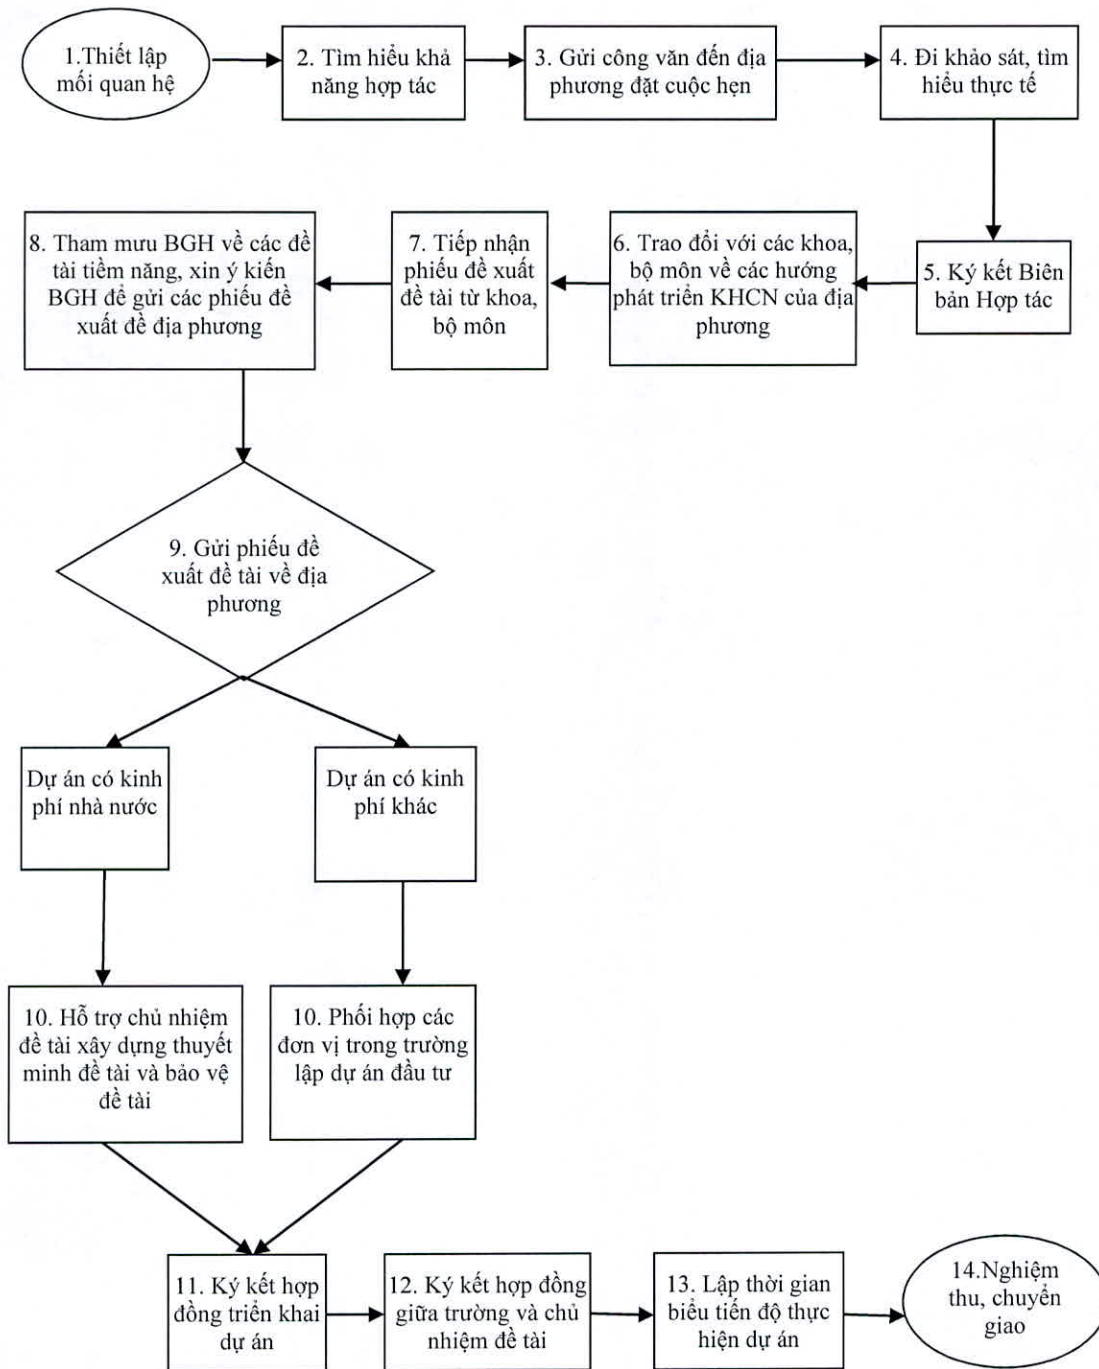 1.Thiết lập
mối quan hệ
2. Tìm hiểu khả
năng hợp tác
3. Gửi công văn đến địa
phương đặt cuộc hẹn
4. Đi khảo sát, tìm
hiểu thực tế
8. Tham mưu BGH về các đề
tài tiềm năng, xin ý kiến
BGH để gửi các phiếu đề
xuất đề địa phương
7. Tiếp nhận
phiếu đề xuất
đề tài từ khoa,
bộ môn
6. Trao đổi với các khoa,
bộ môn về các hướng
phát triển KHCN của địa
phương
5. Ký kết Biên
bản Hợp tác
9. Gửi phiếu đề
xuất đề tài về địa
phương
Dự án có kinh
phí nhà nước
Dự án có kinh
phí khác
10. Hỗ trợ chủ nhiệm
đề tài xây dựng thuyết
minh đề tài và bảo vệ
đề tài
10. Phối hợp các
đơn vị trong trường
lập dự án đầu tư
11. Ký kết hợp
đồng triển khai
dự án
12. Ký kết hợp đồng
giữa trường và chủ
nhiệm đề tài
13. Lập thời gian
biểu tiến độ thực
hiện dự án
14.Nghiệm
thu, chuyển
giao